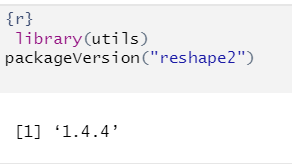 {r}
library(utils)
packageVersion("reshape2")
[1] ‘1.4.4’